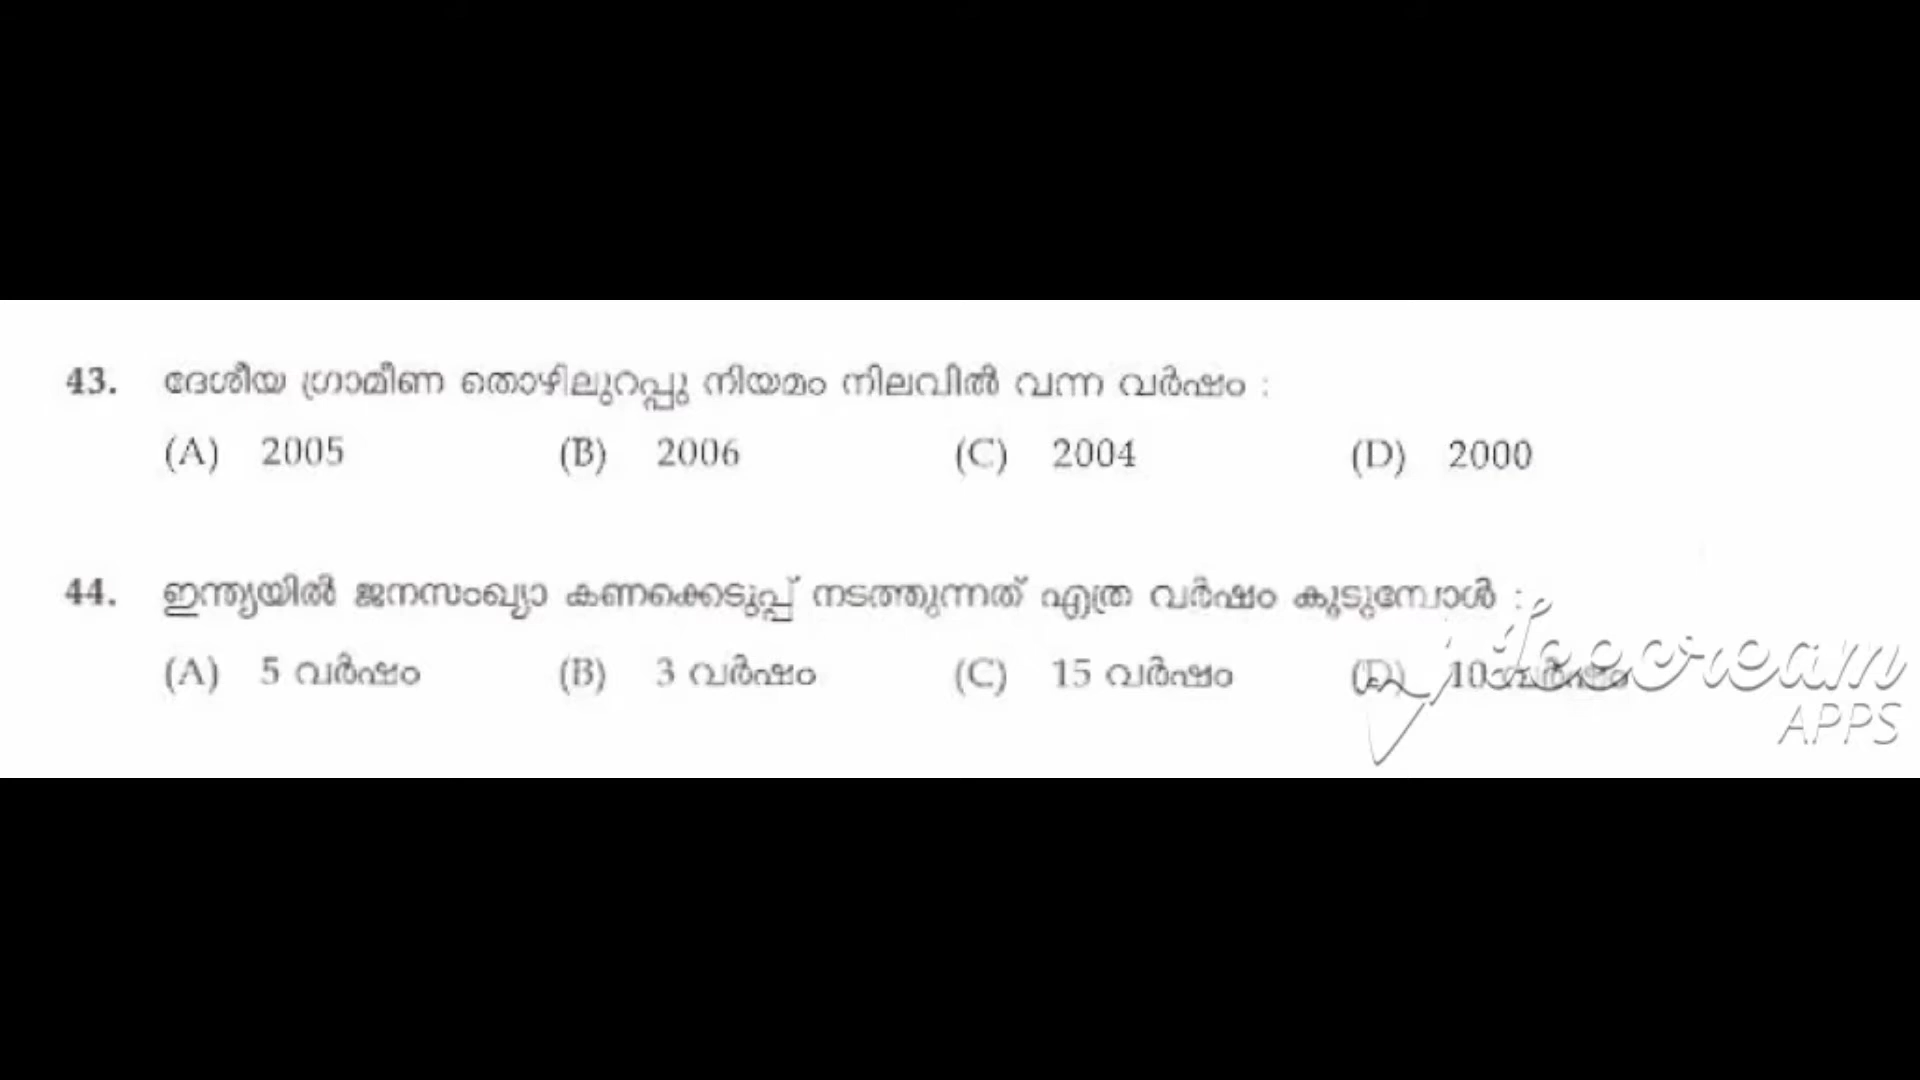 43. ദേശീയ ഗ്രാമീണ തൊഴിലുറപ്പു നിയമം നിലവിൽ വന്ന വർഷം :
(A) 2005 (B) 2006 (C) 2004 (D) 2000
44. ഇന്ത്യയിൽ ജനസംഖ്യാ കണക്കെടുപ്പ് നടത്തുന്നത് എത്ര വർഷം കൂടുമ്പോൾ :
(A) 5 വർഷം (B) 3 വർഷം (C) 15 വർഷം (D) 10 വർഷം
APPS